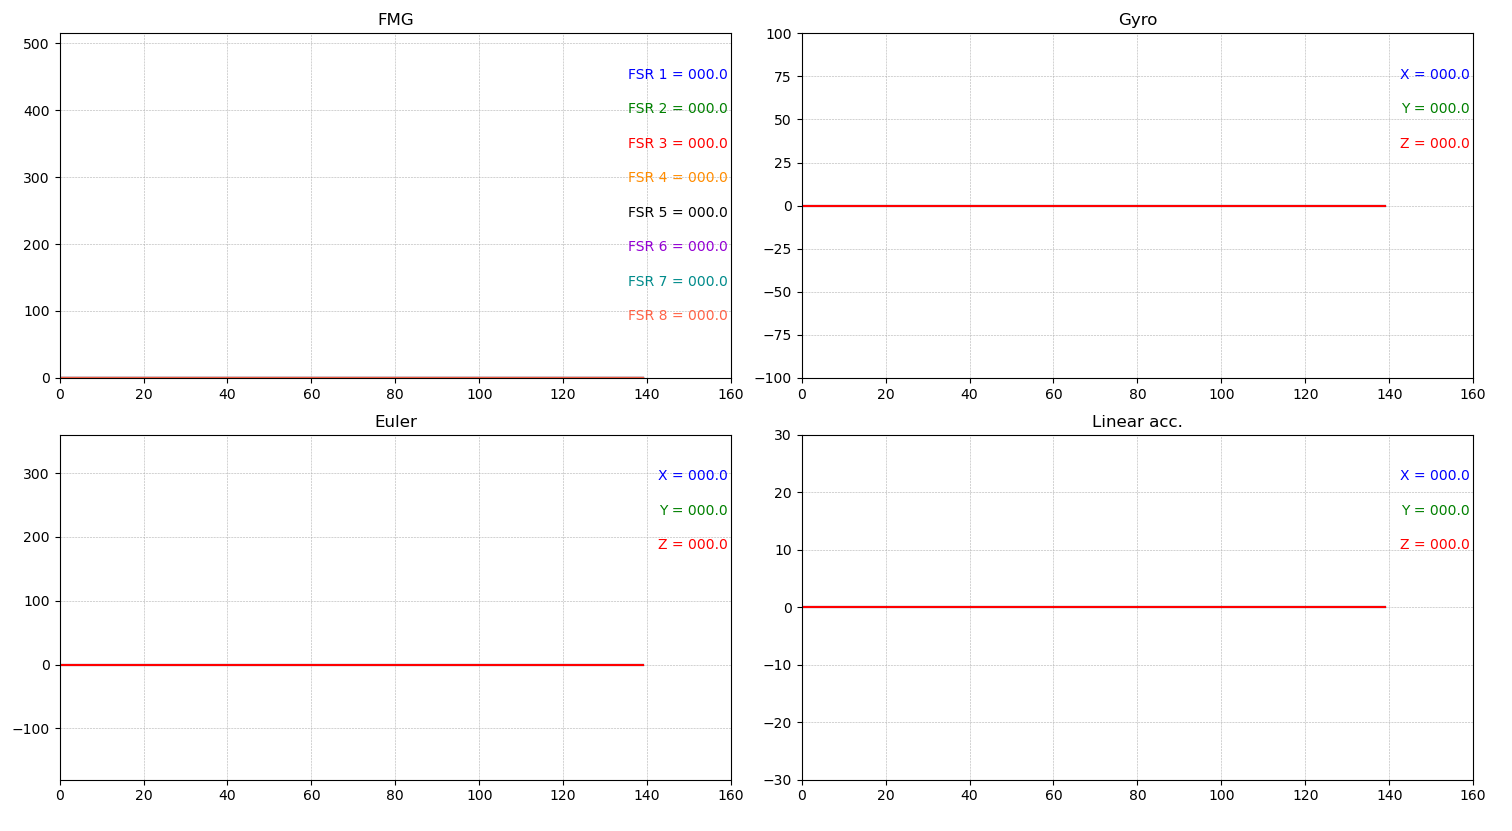 FMG
500
400
300
200
100
0
0 20 40 60 80 100 120 140 160
FSR 1 = 000.0
FSR 2 = 000.0
FSR 3 = 000.0
FSR 4 = 000.0
FSR 5 = 000.0
FSR 6 = 000.0
FSR 7 = 000.0
FSR 8 = 000.0
Gyro
100
75
50
25
0
−25
−50
−75
−100
0 20 40 60 80 100 120 140 160
X = 000.0
Y = 000.0
Z = 000.0
Euler
300
200
100
0
−100
0 20 40 60 80 100 120 140 160
X = 000.0
Y = 000.0
Z = 000.0
Linear acc.
30
20
10
0
−10
−20
−30
0 20 40 60 80 100 120 140 160
X = 000.0
Y = 000.0
Z = 000.0